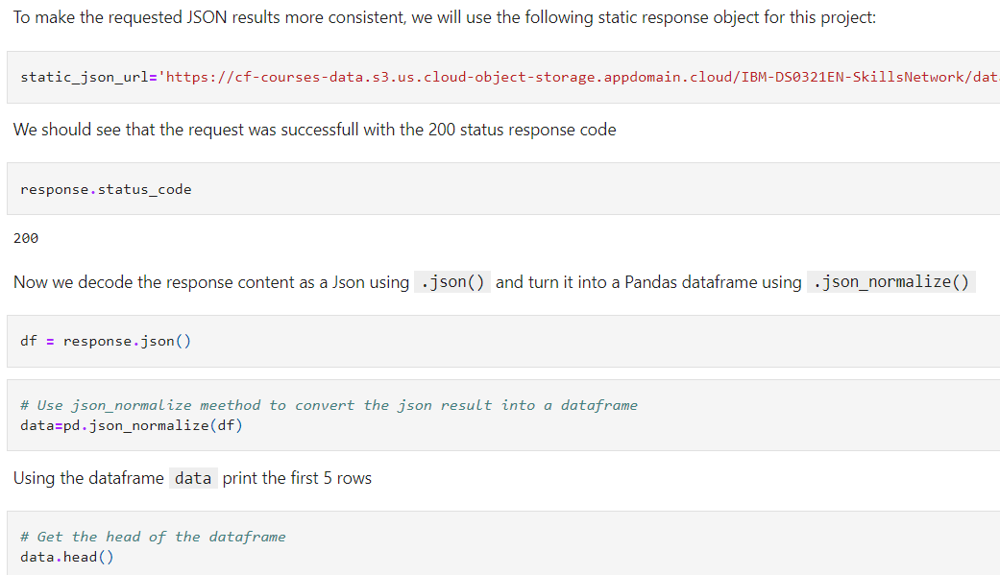 To make the requested JSON results more consistent, we will use the following static response object for this project:
static_json_url='https://cf-courses-data.s3.us.cloud-object-storage.appdomain.cloud/IBM-DS0321EN-SkillsNetwork/dat
We should see that the request was successfull with the 200 status response code
response.status_code
200
Now we decode the response content as a Json using .json() and turn it into a Pandas dataframe using .json_normalize()
df = response.json()
# Use json_normalize meethod to convert the json result into a dataframe
data=pd.json_normalize(df)
Using the dataframe data print the first 5 rows
# Get the head of the dataframe
data.head()